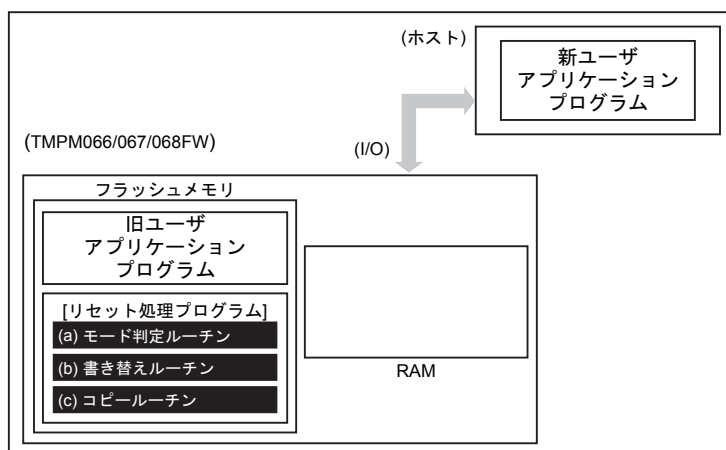 (ホスト)
新ユーザ
アプリケーション
プログラム
(TMPM066/067/068FW)
(I/O)
フラッシュメモリ
旧ユーザ
アプリケーション
プログラム
[リセット処理プログラム]
(a) モード判定ルーチン
(b) 書き替えルーチン
(c) コピールーチン
RAM